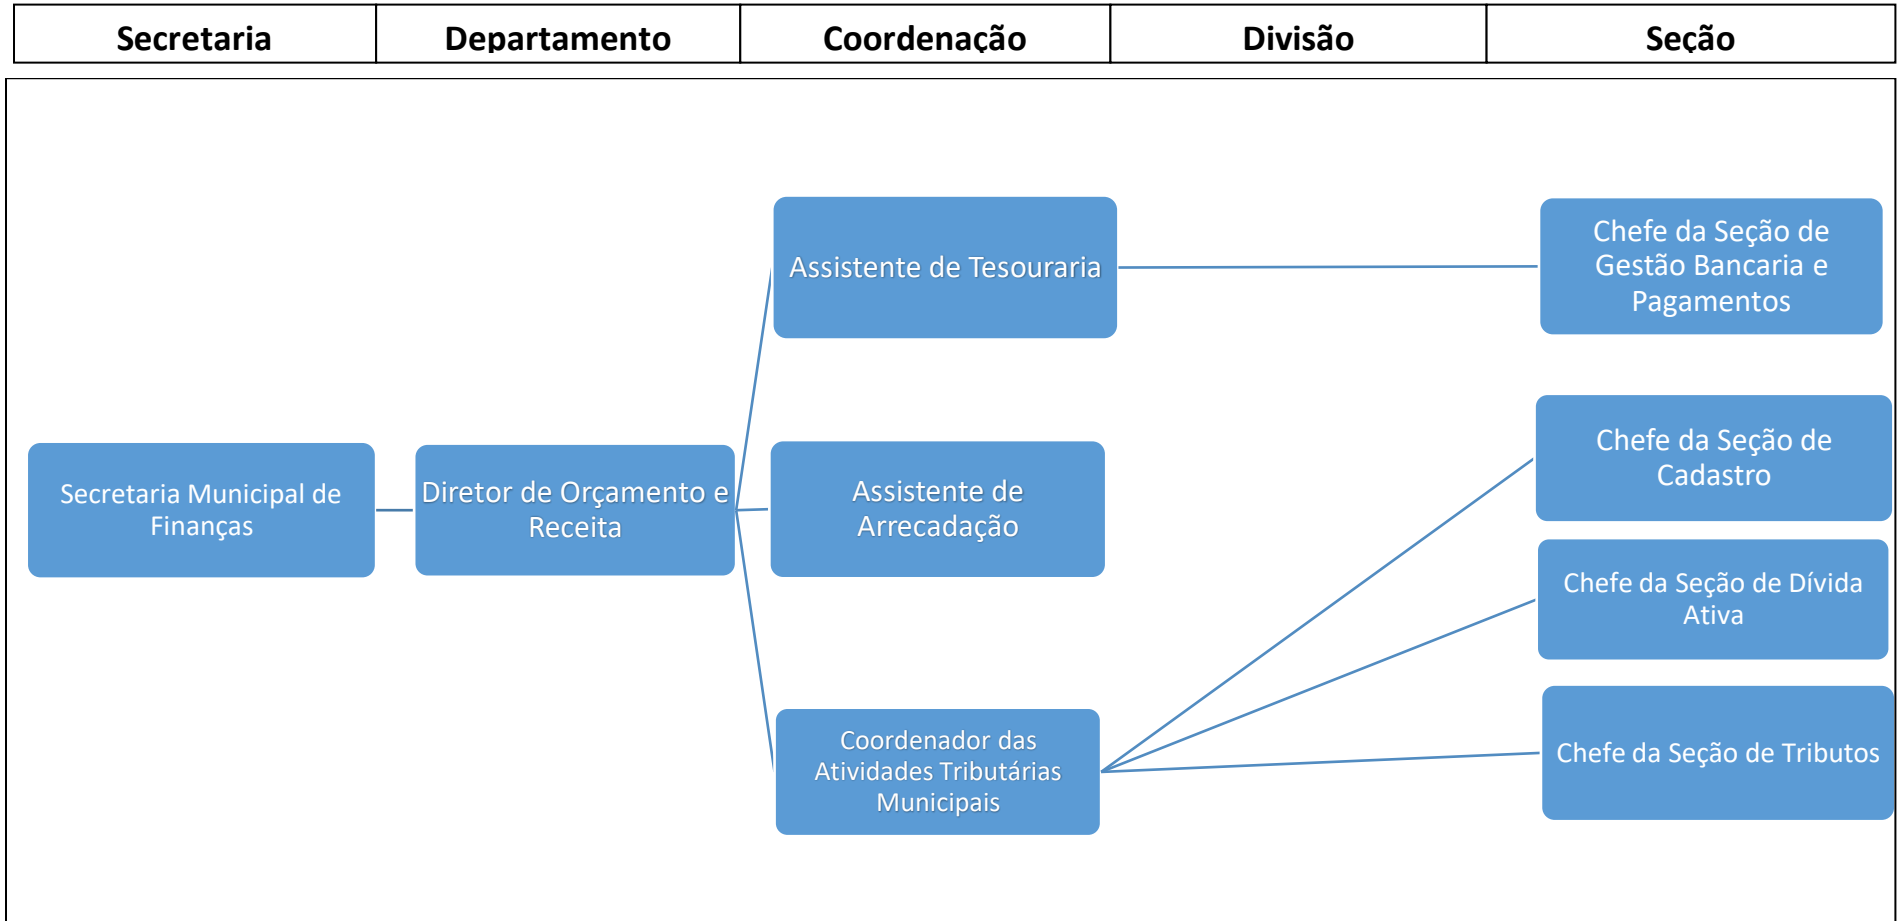 Secretaria
Departamento
Coordenação
Divisão
Seção
Assistente de Tesouraria
Chefe da Seção de
Gestão Bancaria e
Pagamentos
Secretaria Municipal de
Finanças
Diretor de Orçamento e
Receita
Assistente de
Arrecadação
Chefe da Seção de
Cadastro
Chefe da Seção de Dívida
Ativa
Coordenador das
Atividades Tributárias
Municipais
Chefe da Seção de Tributos